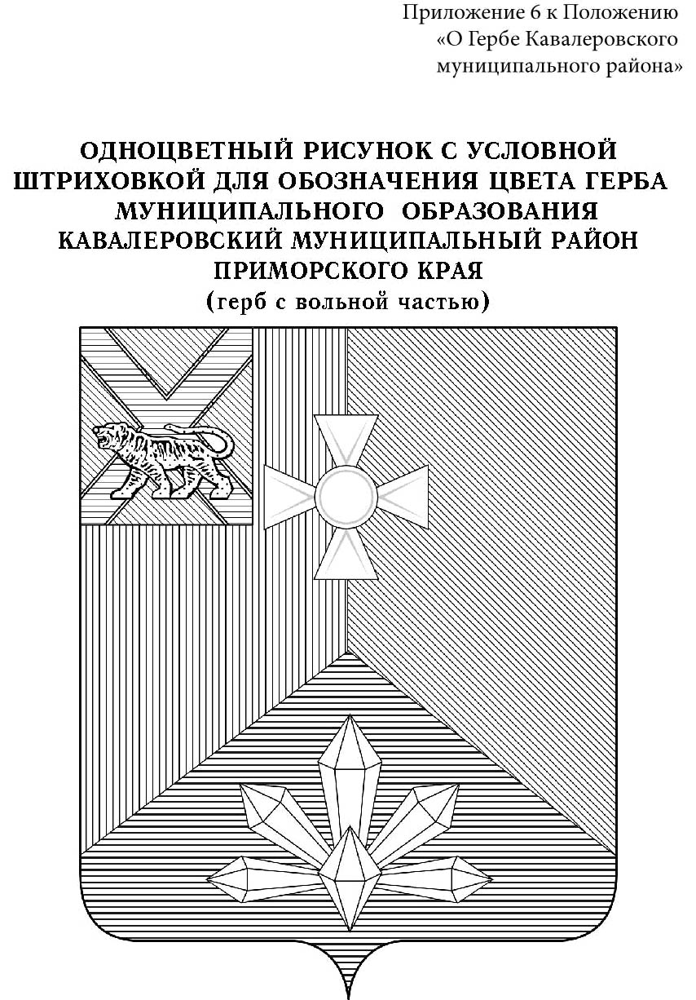 Приложение 6 к Положению
«О Гербе Кавалеровского
муниципального района»
ОДНОЦВЕТНЫЙ РИСУНОК С УСЛОВНОЙ
ШТРИХОВКОЙ ДЛЯ ОБОЗНАЧЕНИЯ ЦВЕТА ГЕРБА
МУНИЦИПАЛЬНОГО ОБРАЗОВАНИЯ
КАВАЛЕРОВСКИЙ МУНИЦИПАЛЬНЫЙ РАЙОН
ПРИМОРСКОГО КРАЯ
(герб с вольной частью)